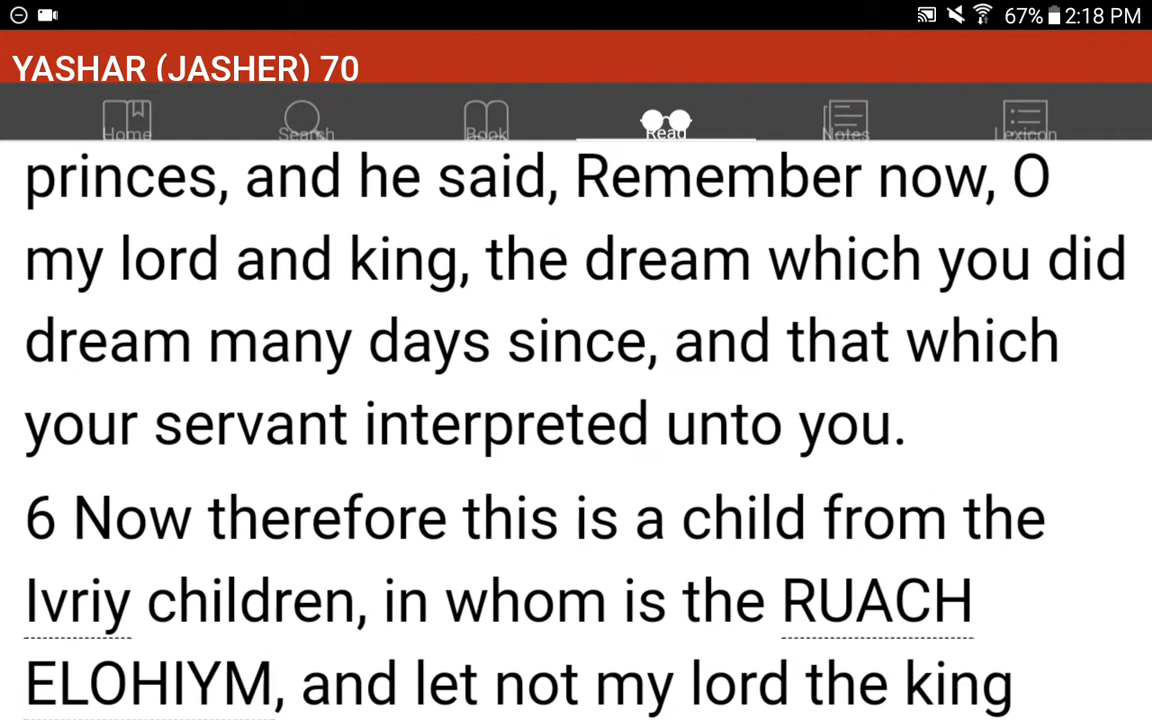 67% 2:18 PM
YASHAR (JASHER) 70
Home Search Book Read Notes Lexicon
princes, and he said, Remember now, O
my lord and king, the dream which you did
dream many days since, and that which
your servant interpreted unto you.
6 Now therefore this is a child from the
Ivriy children, in whom is the RUACH
ELOHIYM, and let not my lord the king